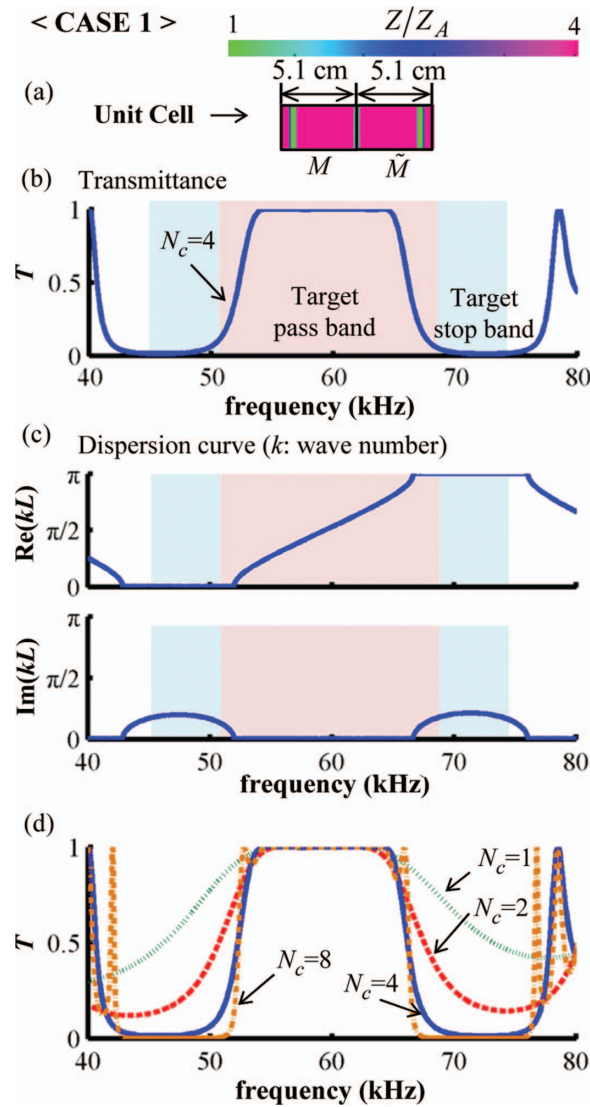 < CASE 1 >
1 Z/Z_A 4
5.1 cm 5.1 cm
(a)
Unit Cell →
M M̃
(b) Transmittance
1
N_c=4
T
0.5
Target pass band
Target stop band
0
40 50 60 70 80
frequency (kHz)
(c) Dispersion curve (k: wave number)
π
Re(kL)
π/2
0
π
Im(kL)
π/2
0
40 50 60 70 80
frequency (kHz)
(d)
1
N_c=1
N_c=2
T
0.5
N_c=8
N_c=4
0
40 50 60 70 80
frequency (kHz)